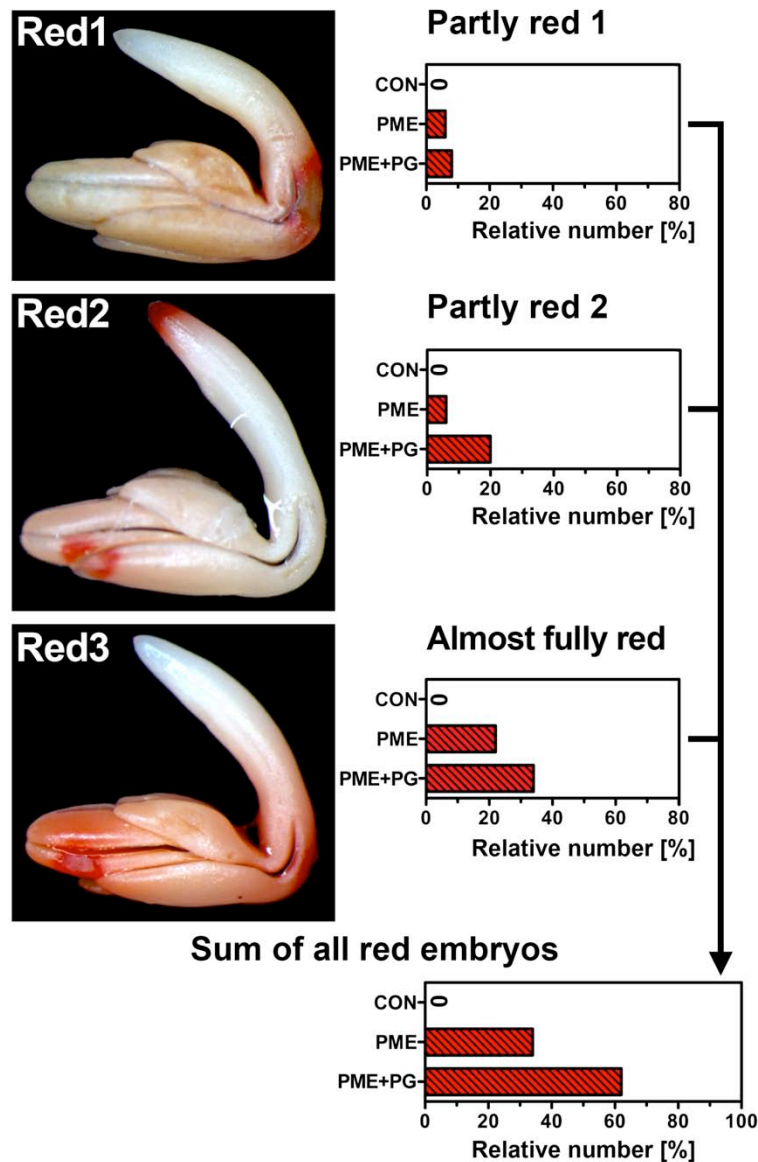 Red1
Partly red 1
CON
0
PME
PME+PG
0 20 40 60 80
Relative number [%]
Red2
Partly red 2
CON
0
PME
PME+PG
0 20 40 60 80
Relative number [%]
Red3
Almost fully red
CON
0
PME
PME+PG
0 20 40 60 80
Relative number [%]
Sum of all red embryos
CON
0
PME
PME+PG
0 20 40 60 80 100
Relative number [%]